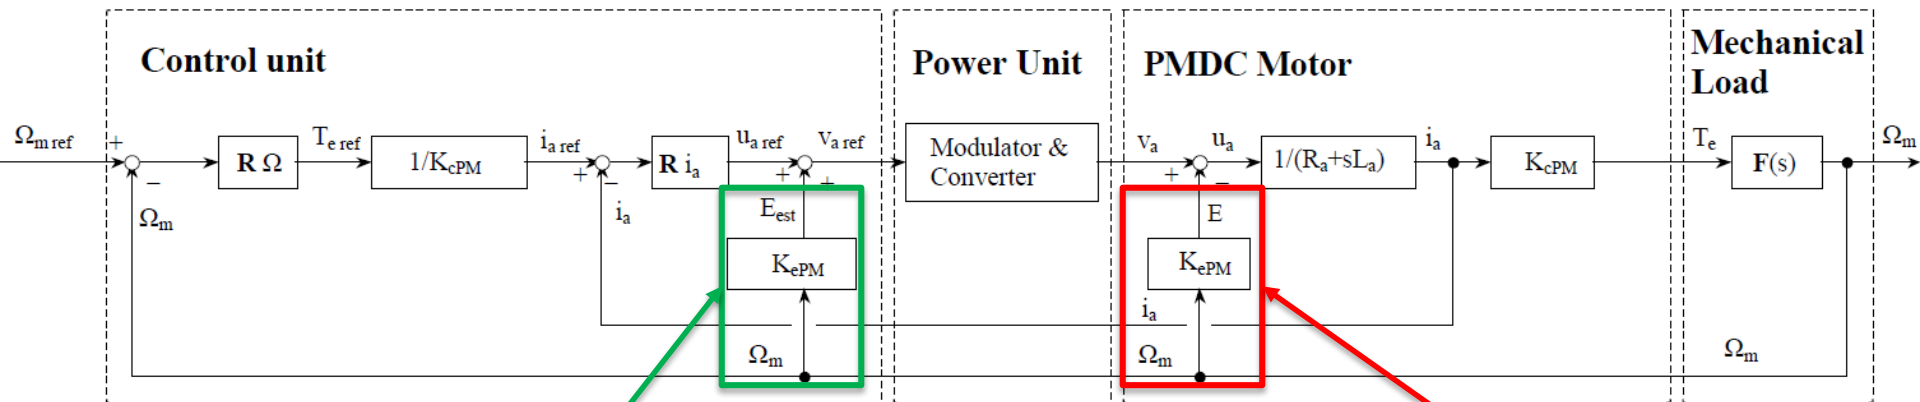 Control unit
Power Unit
PMDC Motor
Mechanical
Load
Ωm ref
+
−
Ωm
R Ω
Te ref
1/KcPM
ia ref
+
−
ia
R ia
ua ref
+
va ref
+
Eest
KePM
Ωm
Modulator &
Converter
va
+
ua
−
E
KePM
ia
Ωm
1/(Ra+sLa)
ia
KcPM
Te
F(s)
Ωm
Ωm